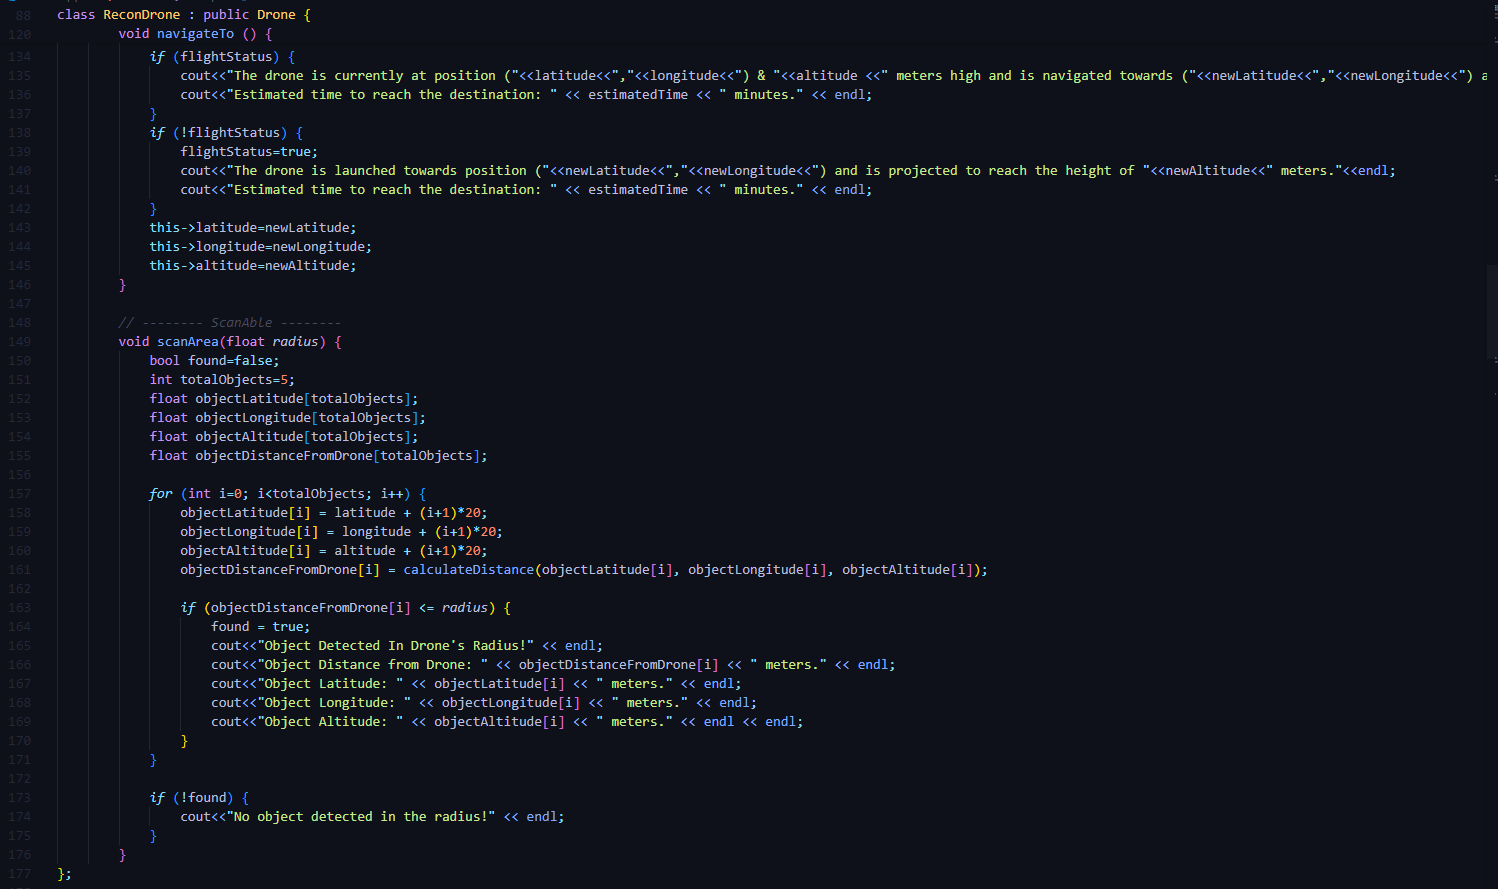 88 class ReconDrone : public Drone {
120 void navigateTo () {
134 if (flightStatus) {
135 cout<<"The drone is currently at position ("<<latitude<<","<<longitude<<") & "<<altitude <<" meters high and is navigated towards ("<<newLatitude<<","<<newLongitude<<") a
136 cout<<"Estimated time to reach the destination: " << estimatedTime << " minutes." << endl;
137 }
138 if (!flightStatus) {
139 flightStatus=true;
140 cout<<"The drone is launched towards position ("<<newLatitude<<","<<newLongitude<<") and is projected to reach the height of "<<newAltitude<<" meters."<<endl;
141 cout<<"Estimated time to reach the destination: " << estimatedTime << " minutes." << endl;
142 }
143 this->latitude=newLatitude;
144 this->longitude=newLongitude;
145 this->altitude=newAltitude;
146 }
147
148 // -------- ScanAble --------
149 void scanArea(float radius) {
150 bool found=false;
151 int totalObjects=5;
152 float objectLatitude[totalObjects];
153 float objectLongitude[totalObjects];
154 float objectAltitude[totalObjects];
155 float objectDistanceFromDrone[totalObjects];
156
157 for (int i=0; i<totalObjects; i++) {
158 objectLatitude[i] = latitude + (i+1)*20;
159 objectLongitude[i] = longitude + (i+1)*20;
160 objectAltitude[i] = altitude + (i+1)*20;
161 objectDistanceFromDrone[i] = calculateDistance(objectLatitude[i], objectLongitude[i], objectAltitude[i]);
162
163 if (objectDistanceFromDrone[i] <= radius) {
164 found = true;
165 cout<<"Object Detected In Drone's Radius!" << endl;
166 cout<<"Object Distance from Drone: " << objectDistanceFromDrone[i] << " meters." << endl;
167 cout<<"Object Latitude: " << objectLatitude[i] << " meters." << endl;
168 cout<<"Object Longitude: " << objectLongitude[i] << " meters." << endl;
169 cout<<"Object Altitude: " << objectAltitude[i] << " meters." << endl << endl;
170 }
171 }
172
173 if (!found) {
174 cout<<"No object detected in the radius!" << endl;
175 }
176 }
177 };